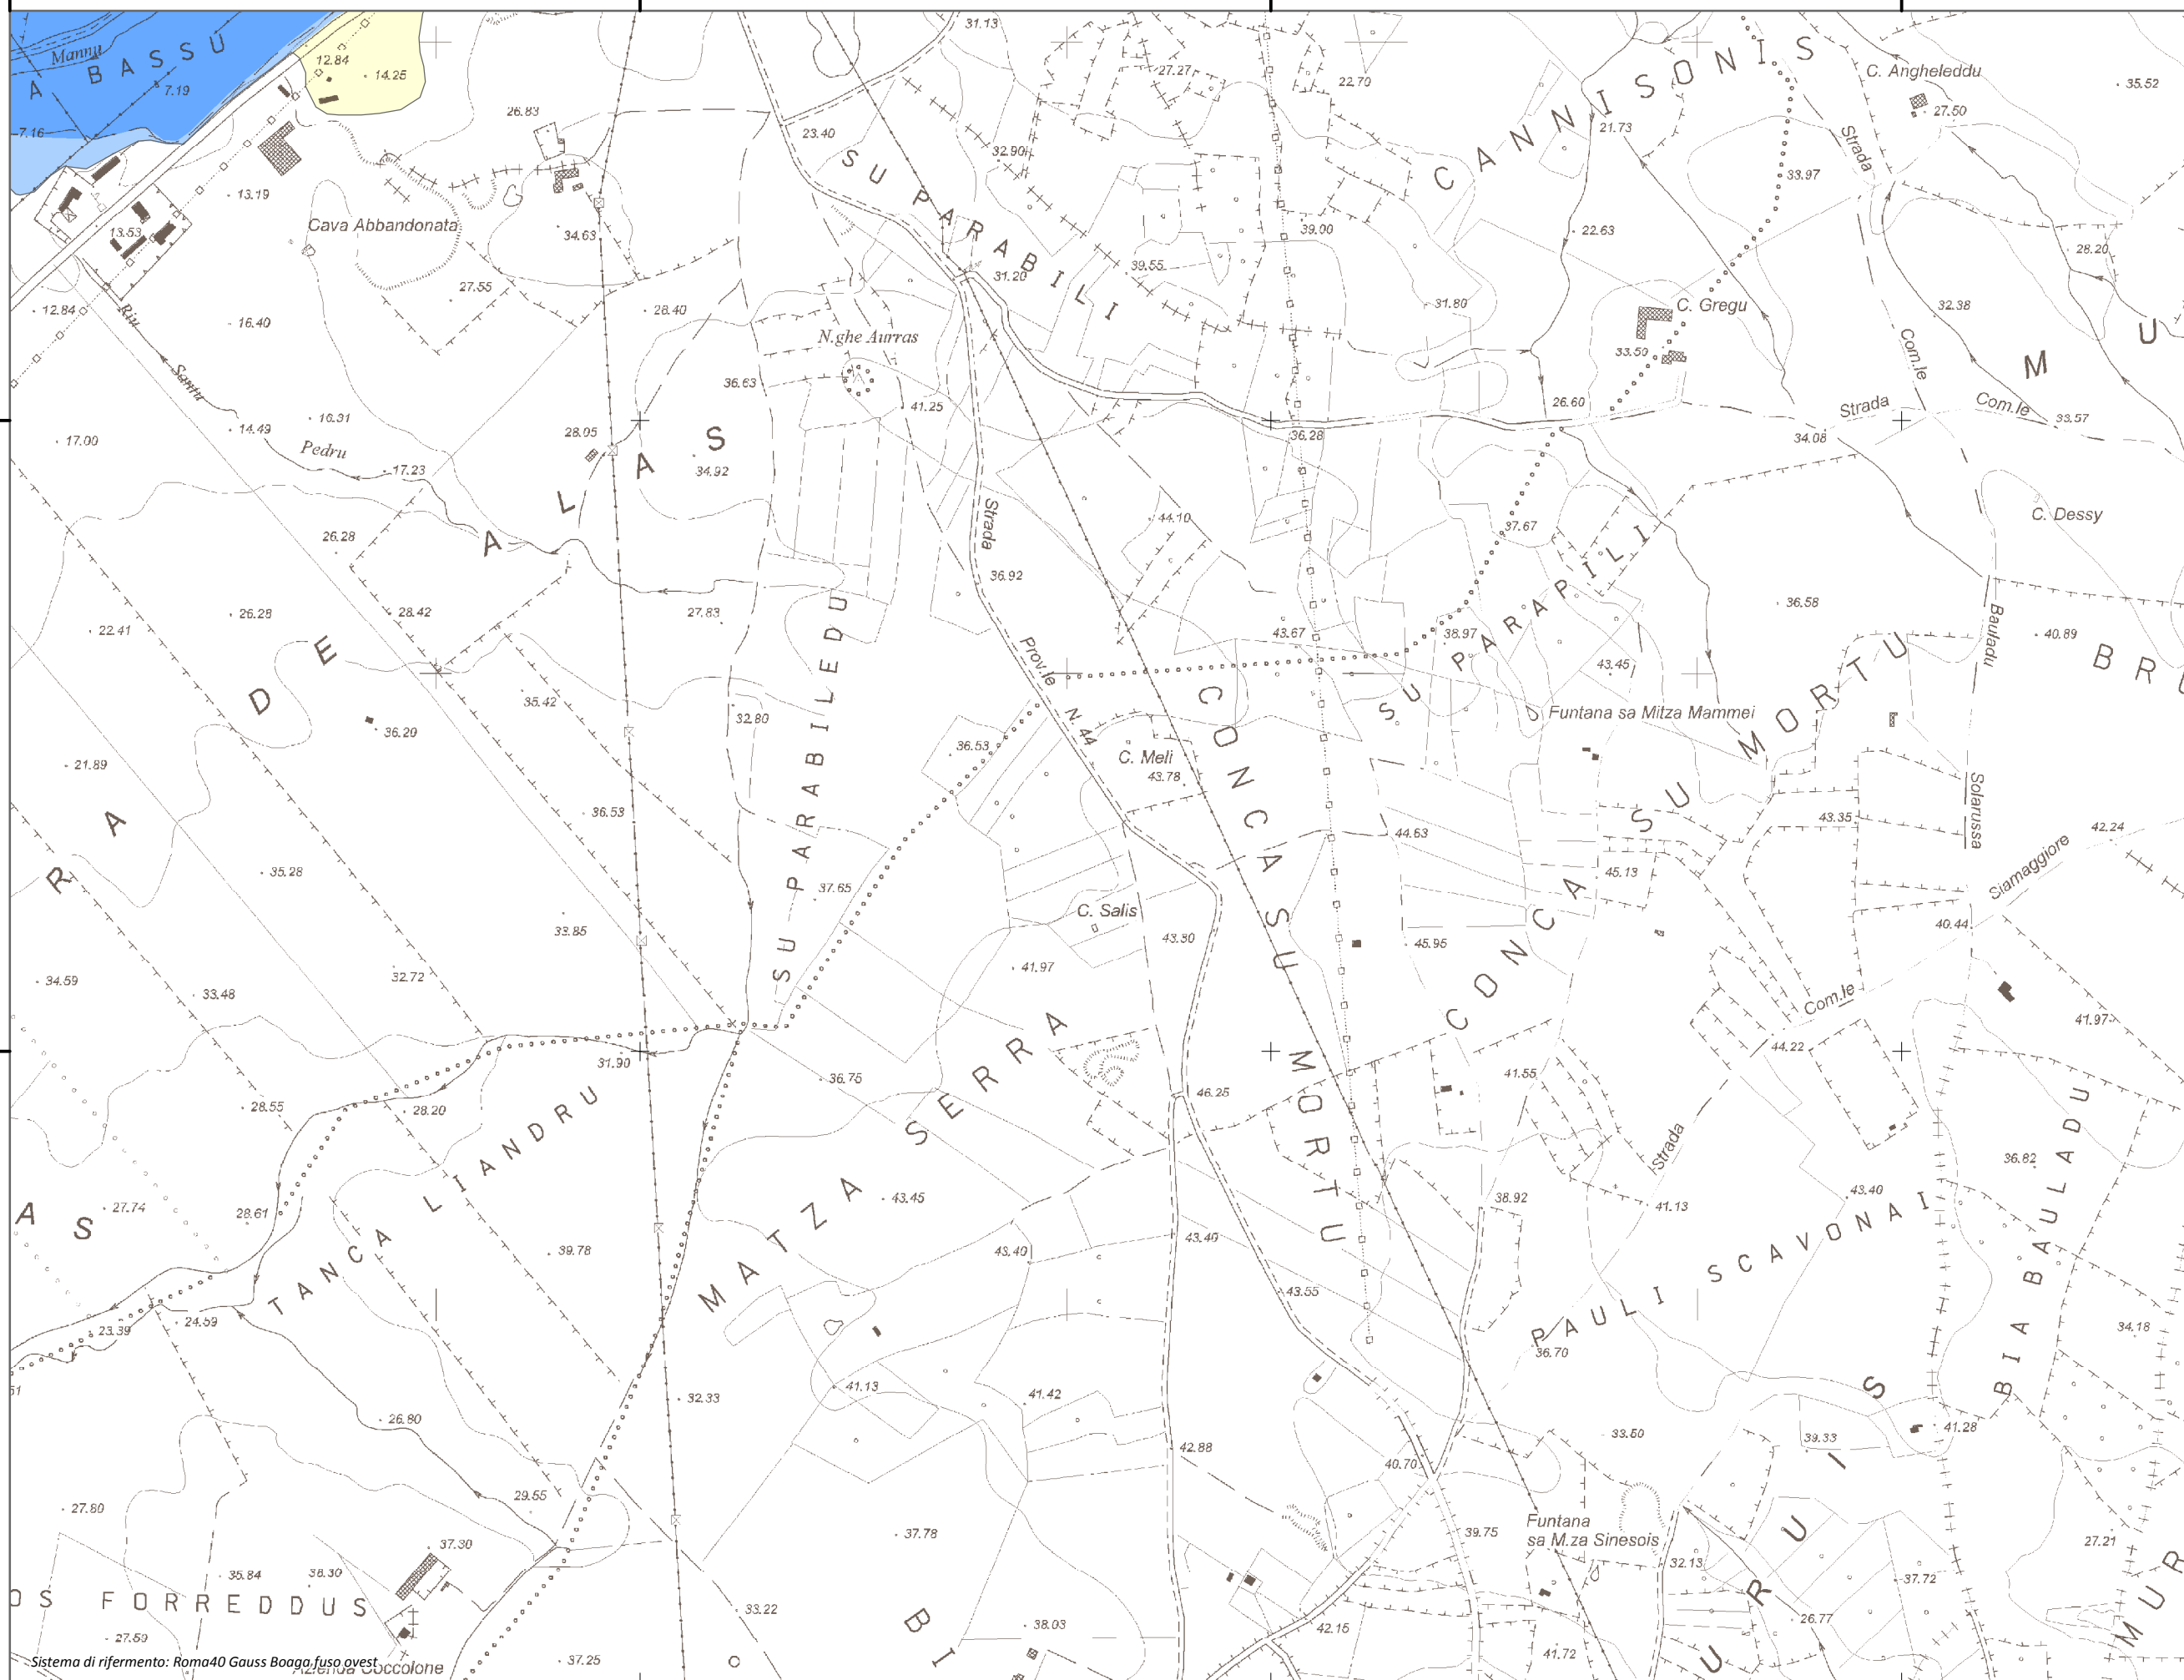 Mannu
A BASSU
7.19
7.16
12.84
14.25
26.83
31.13
23.40
27.27
22.70
32.90
CANNISONIS
21.73
C. Angheleddu
35.52
27.50
Strada
33.97
13.19
13.53
Cava Abbandonata
34.63
SU PARABILI
31.20
39.55
39.00
22.63
28.20
27.55
12.84
Riu
16.40
28.40
N.ghe Aurras
31.80
C. Gregu
33.50
32.38
Com.le
M U
Santu
36.63
41.25
16.31
14.49
17.00
Pedru
17.23
28.05
34.92
36.28
26.60
Strada
Com.le
34.08
33.57
RA DE ALAS
26.28
Strada
44.10
37.67
C. Dessy
36.92
26.28
22.41
28.42
27.83
SU PARABILEDU
43.67
38.97
SU PARAPILI
43.45
36.58
Bauladu
40.89
BR
35.42
36.20
32.80
Prov.le
N. 44
36.53
C. Meli
43.78
CONCA SU MORTU
Funtana sa Mitza Mammei
CONCA SU MORTU
21.89
36.53
44.63
43.35
Solarussa
42.24
35.28
37.65
45.13
Siamaggiore
C. Salis
33.85
43.30
45.95
40.44
34.59
33.48
32.72
41.97
Com.le
41.97
44.22
31.90
36.75
MATZA SERRA
46.25
41.55
28.55
28.20
TANCA LIANDRU
Strada
36.82
BIA BAULADU
AS
27.74
28.61
43.45
38.92
41.13
43.40
PAULI SCAVONAI
39.78
43.40
43.40
43.55
36.70
34.18
23.39
24.59
51
32.33
41.13
41.42
26.80
42.88
40.70
33.50
39.33
41.28
27.80
29.55
37.78
39.75
Funtana
sa M.za Sinesois
32.13
27.21
37.30
35.84
38.30
37.72
OS FORREDDUS
33.22
38.03
42.15
26.77
URUIS
MUR
27.59
BI
41.72
37.25
Sistema di rifermento: Roma40 Gauss Boaga fuso ovest
Azienda Coccolone